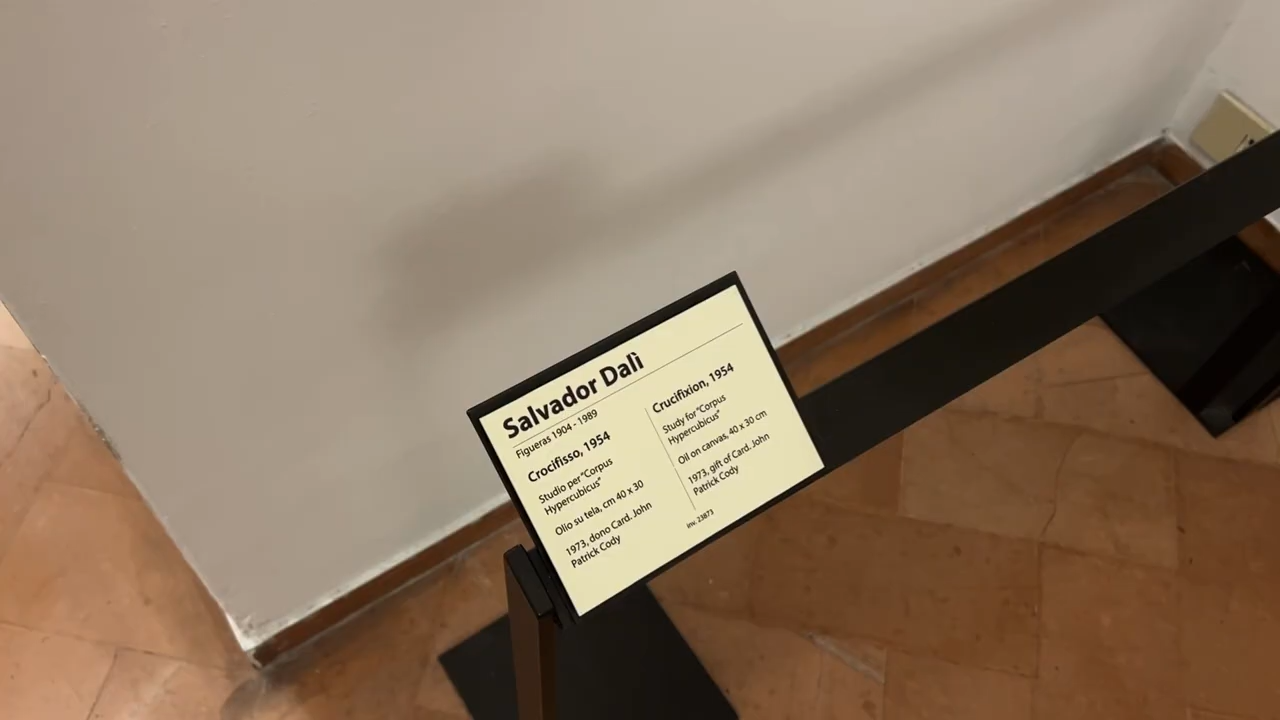 Salvador Dalì
Figueras 1904 - 1989
Crocifisso, 1954
Studio per "Corpus
Hypercubicus"
Olio su tela, cm 40 x 30
1973, dono Card. John
Patrick Cody
Crucifixion, 1954
Study for "Corpus
Hypercubicus"
Oil on canvas, 40 x 30 cm
1973, gift of Card. John
Patrick Cody
inv. 23873